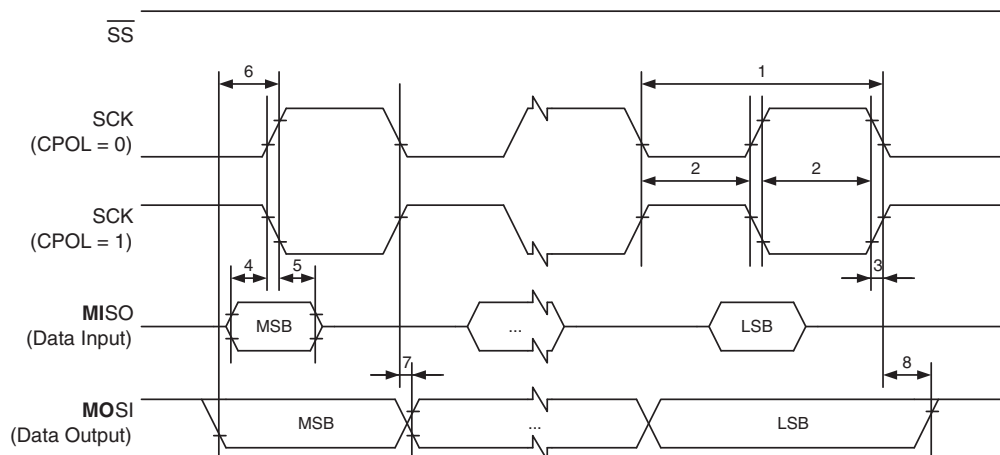 SS
6
1
SCK
(CPOL = 0)
2
2
SCK
(CPOL = 1)
4
5
3
MISO
(Data Input)
MSB
...
LSB
7
8
MOSI
(Data Output)
MSB
...
LSB